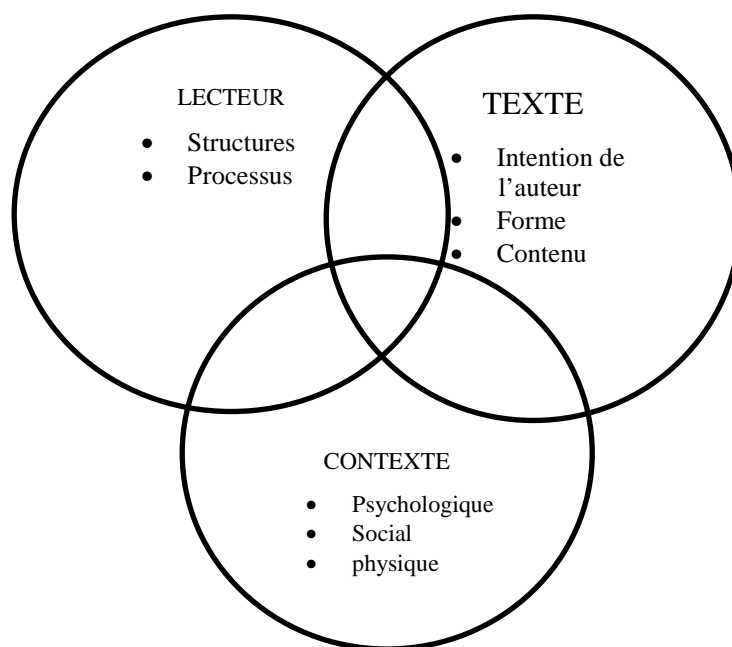 LECTEUR
• Structures
• Processus
TEXTE
• Intention de
l’auteur
• Forme
• Contenu
CONTEXTE
• Psychologique
• Social
• physique